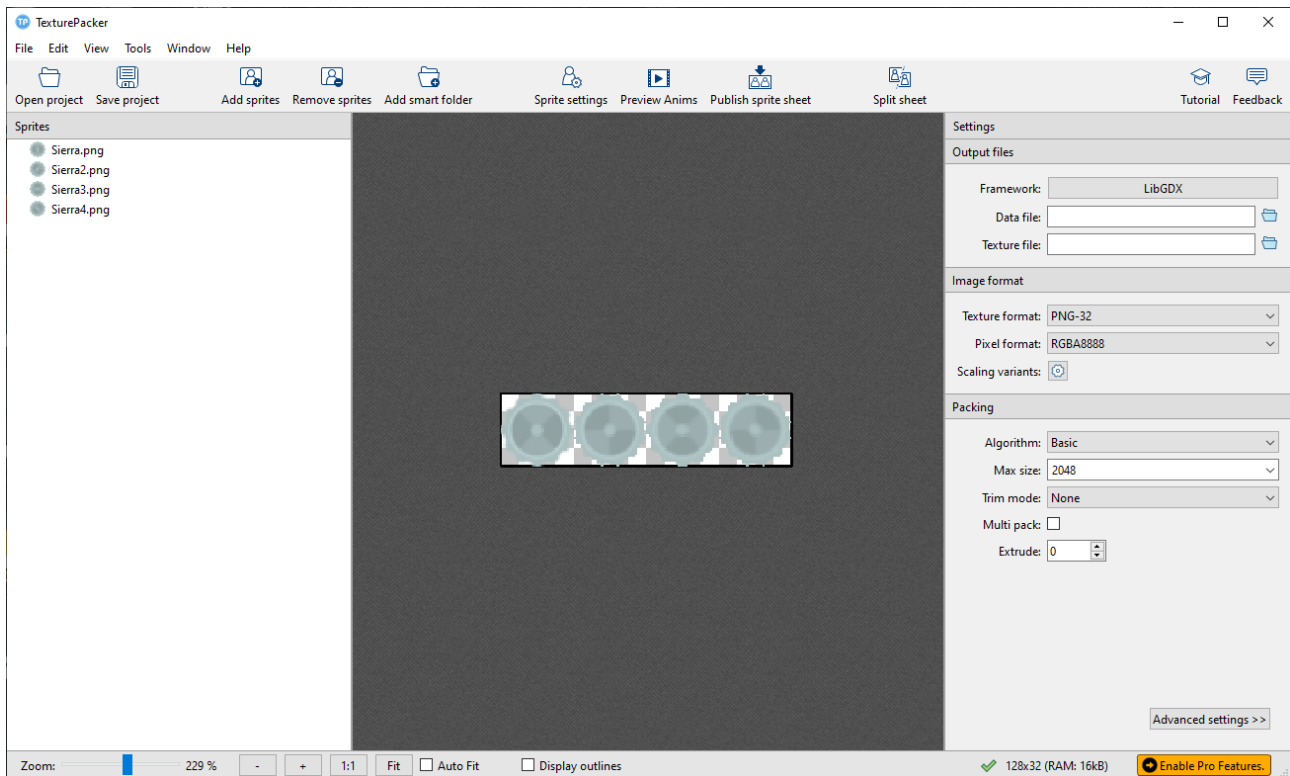 TP TexturePacker
File Edit View Tools Window Help
Open project Save project Add sprites Remove sprites Add smart folder Sprite settings Preview Anims Publish sprite sheet Split sheet Tutorial Feedback
Sprites
Sierra.png
Sierra2.png
Sierra3.png
Sierra4.png
Settings
Output files
Framework: LibGDX
Data file:
Texture file:
Image format
Texture format: PNG-32
Pixel format: RGBA8888
Scaling variants:
Packing
Algorithm: Basic
Max size: 2048
Trim mode: None
Multi pack:
Extrude: 0
Advanced settings >>
Zoom: 229 % - + 1:1 Fit Auto Fit Display outlines 128x32 (RAM: 16kB) Enable Pro Features.